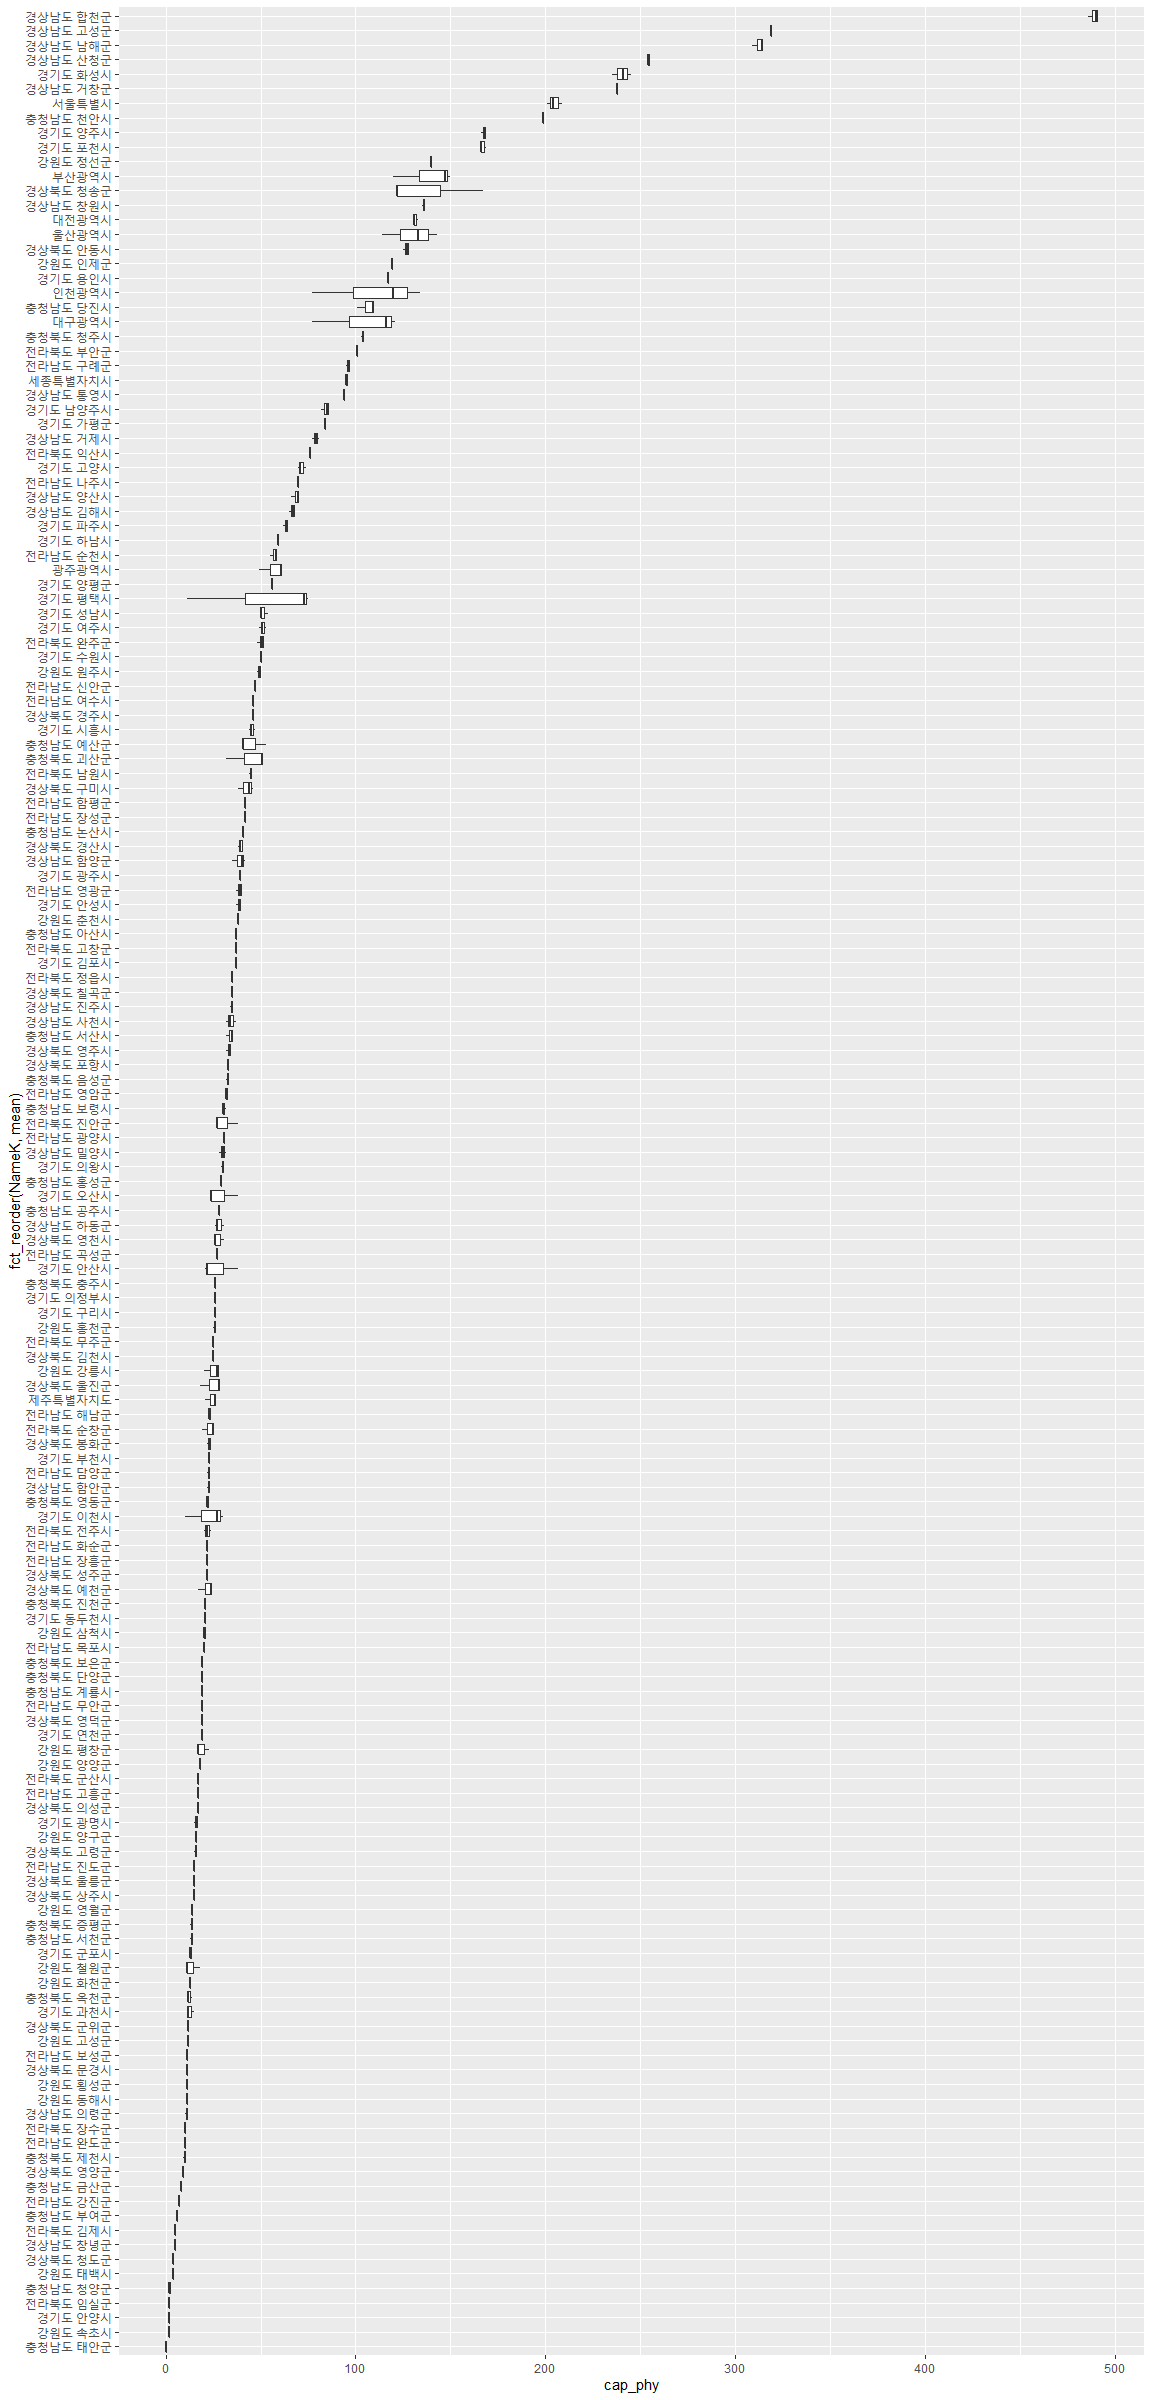 경상남도 합천군
경상남도 고성군
경상남도 남해군
경상남도 산청군
경기도 화성시
경상남도 거창군
서울특별시
충청남도 천안시
경기도 양주시
경기도 포천시
강원도 정선군
부산광역시
경상북도 청송군
경상남도 창원시
대전광역시
울산광역시
경상북도 안동시
강원도 인제군
경기도 용인시
인천광역시
충청남도 당진시
대구광역시
충청북도 청주시
전라북도 부안군
전라남도 구례군
세종특별자치시
경상남도 통영시
경기도 남양주시
경기도 가평군
경상남도 거제시
전라북도 익산시
경기도 고양시
전라남도 나주시
경상남도 양산시
경상남도 김해시
경기도 파주시
경기도 하남시
전라남도 순천시
광주광역시
경기도 양평군
경기도 평택시
경기도 성남시
경기도 여주시
전라북도 완주군
경기도 수원시
강원도 원주시
전라남도 신안군
전라남도 여수시
경상북도 경주시
경기도 시흥시
충청남도 예산군
충청북도 괴산군
전라북도 남원시
경상북도 구미시
전라남도 함평군
전라남도 장성군
충청남도 논산시
경상북도 경산시
경상남도 함양군
경기도 광주시
전라남도 영광군
경기도 안성시
강원도 춘천시
충청남도 아산시
전라북도 고창군
경기도 김포시
전라북도 정읍시
경상북도 칠곡군
경상남도 진주시
경상남도 사천시
충청남도 서산시
경상북도 영주시
경상북도 포항시
충청북도 음성군
전라남도 영암군
충청남도 보령시
전라북도 진안군
전라남도 광양시
경상남도 밀양시
경기도 의왕시
충청남도 홍성군
경기도 오산시
충청남도 공주시
경상남도 하동군
경상북도 영천시
전라남도 곡성군
경기도 안산시
충청북도 충주시
경기도 의정부시
경기도 구리시
강원도 홍천군
전라북도 무주군
경상북도 김천시
강원도 강릉시
경상북도 울진군
제주특별자치도
전라남도 해남군
전라북도 순창군
경상북도 봉화군
경기도 부천시
전라남도 담양군
경상남도 함안군
충청북도 영동군
경기도 이천시
전라북도 전주시
전라남도 화순군
전라남도 장흥군
경상북도 성주군
경상북도 예천군
충청북도 진천군
경기도 동두천시
강원도 삼척시
전라남도 목포시
충청북도 보은군
충청북도 단양군
충청남도 계룡시
전라남도 무안군
경상북도 영덕군
경기도 연천군
강원도 평창군
강원도 양양군
전라북도 군산시
전라남도 고흥군
경상북도 의성군
경기도 광명시
강원도 양구군
경상북도 고령군
전라남도 진도군
경상북도 울릉군
경상북도 상주시
강원도 영월군
충청북도 증평군
충청남도 서천군
경기도 군포시
강원도 철원군
강원도 화천군
충청북도 옥천군
경기도 과천시
경상북도 군위군
강원도 고성군
전라남도 보성군
경상북도 문경시
강원도 횡성군
강원도 동해시
경상남도 의령군
전라북도 장수군
전라남도 완도군
충청북도 제천시
경상북도 영양군
충청남도 금산군
전라남도 강진군
충청남도 부여군
전라북도 김제시
경상남도 창녕군
경상북도 청도군
강원도 태백시
충청남도 청양군
전라북도 임실군
경기도 안양시
강원도 속초시
충청남도 태안군
fct_reorder(NameK, mean)
0 100 200 300 400 500
cap_phy